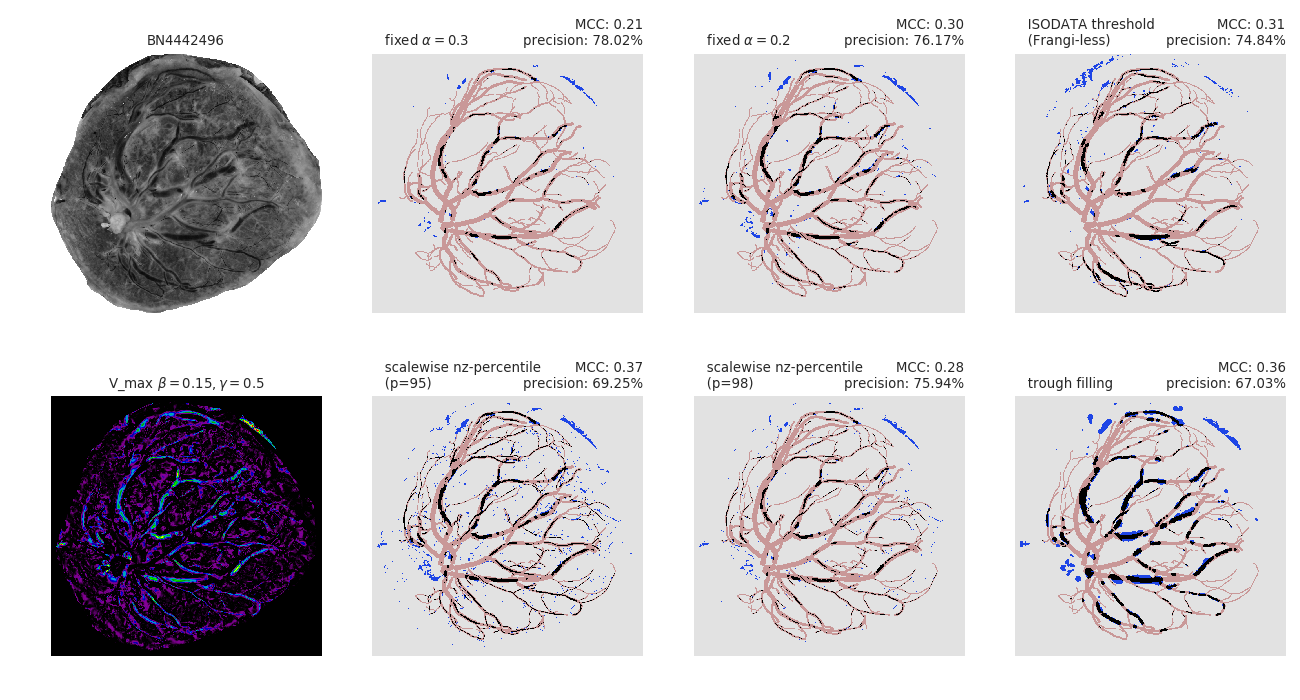 BN4442496
fixed α = 0.3
MCC: 0.21
precision: 78.02%
fixed α = 0.2
MCC: 0.30
precision: 76.17%
ISODATA threshold
(Frangi-less)
MCC: 0.31
precision: 74.84%
V_max β = 0.15, γ = 0.5
scalewise nz-percentile
(p=95)
MCC: 0.37
precision: 69.25%
scalewise nz-percentile
(p=98)
MCC: 0.28
precision: 75.94%
trough filling
MCC: 0.36
precision: 67.03%